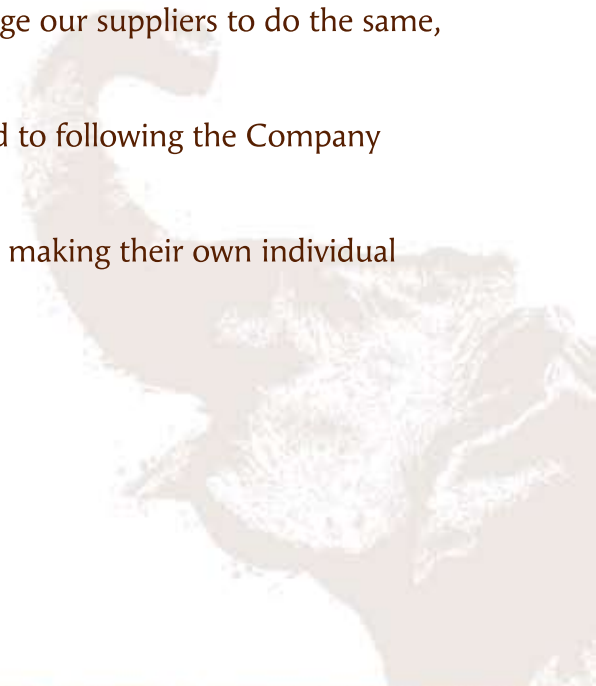 ge our suppliers to do the same,
d to following the Company
making their own individual